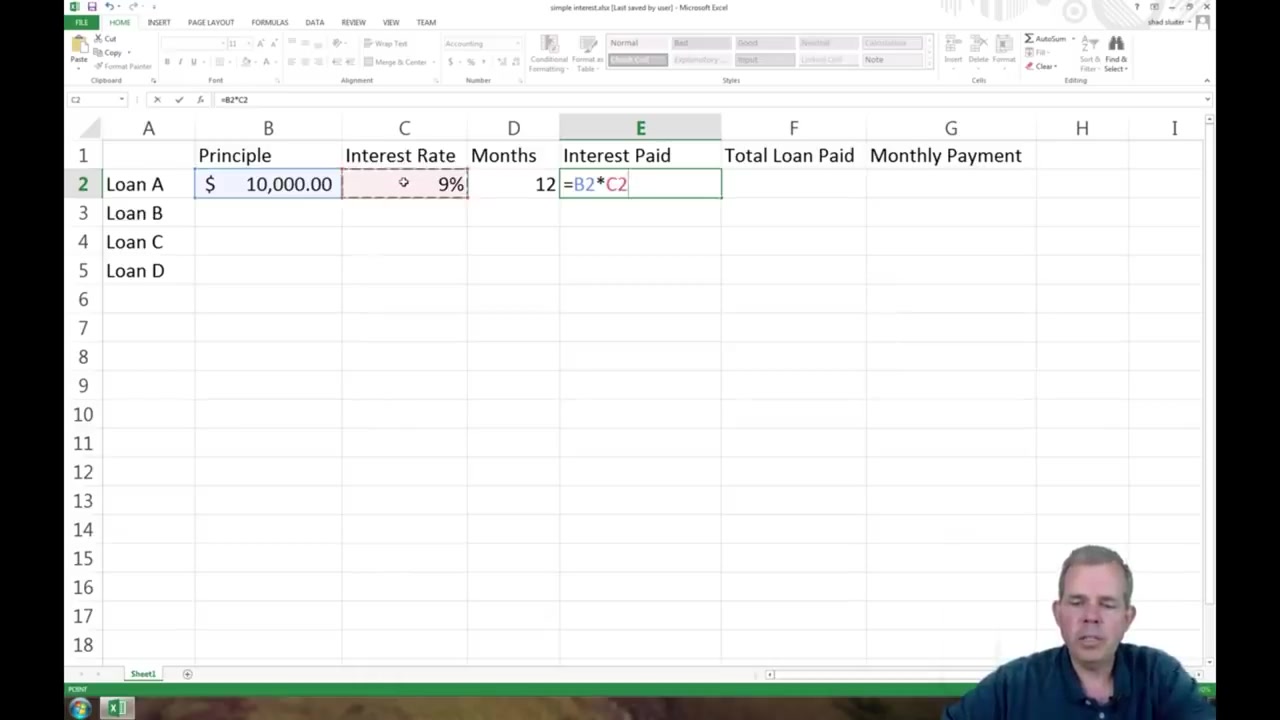 simple interest.xlsx [Last saved by user] - Microsoft Excel
FILE HOME INSERT PAGE LAYOUT FORMULAS DATA REVIEW VIEW TEAM shad sluiter
Paste Cut Copy Format Painter
11 Wrap Text Merge & Center
Accounting $ %
Conditional Formatting Format as Table
Normal Bad Good Neutral Calculation
Check Cell Explanatory ... Input Linked Cell Note
Insert Delete Format
AutoSum Fill Clear Sort & Filter Find & Select
Clipboard Font Alignment Number Styles Cells Editing
C2 =B2*C2
A B C D E F G H I
1 Principle Interest Rate Months Interest Paid Total Loan Paid Monthly Payment
2 Loan A $ 10,000.00 9% 12 =B2*C2
3 Loan B
4 Loan C
5 Loan D
6
7
8
9
10
11
12
13
14
15
16
17
18
Sheet1
POINT